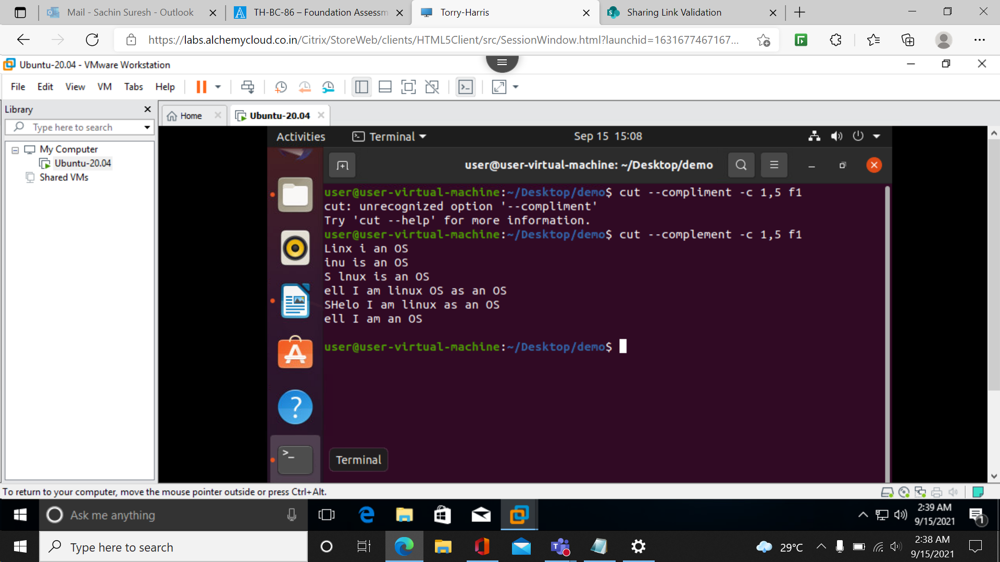 Mail - Sachin Suresh - Outlook
TH-BC-86 – Foundation Assessm
Torry-Harris
Sharing Link Validation
https://labs.alchemycloud.co.in/Citrix/StoreWeb/clients/HTML5Client/src/SessionWindow.html?launchid=1631677467167...
Ubuntu-20.04 - VMware Workstation
File Edit View VM Tabs Help
Library
Type here to search
My Computer
Ubuntu-20.04
Shared VMs
Home
Ubuntu-20.04
Activities Terminal Sep 15 15:08
user@user-virtual-machine: ~/Desktop/demo
user@user-virtual-machine:~/Desktop/demo$ cut --compliment -c 1,5 f1
cut: unrecognized option '--compliment'
Try 'cut --help' for more information.
user@user-virtual-machine:~/Desktop/demo$ cut --complement -c 1,5 f1
Linx i an OS
inu is an OS
S lnux is an OS
ell I am linux OS as an OS
SHelo I am linux as an OS
ell I am an OS
user@user-virtual-machine:~/Desktop/demo$
Terminal
To return to your computer, move the mouse pointer outside or press Ctrl+Alt.
Ask me anything
2:39 AM
9/15/2021
1
Type here to search
29°C
2:38 AM
9/15/2021